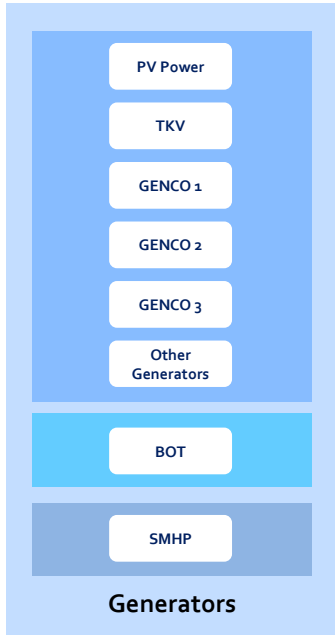 PV Power
TKV
GENCO 1
GENCO 2
GENCO 3
Other
Generators
BOT
SMHP
Generators